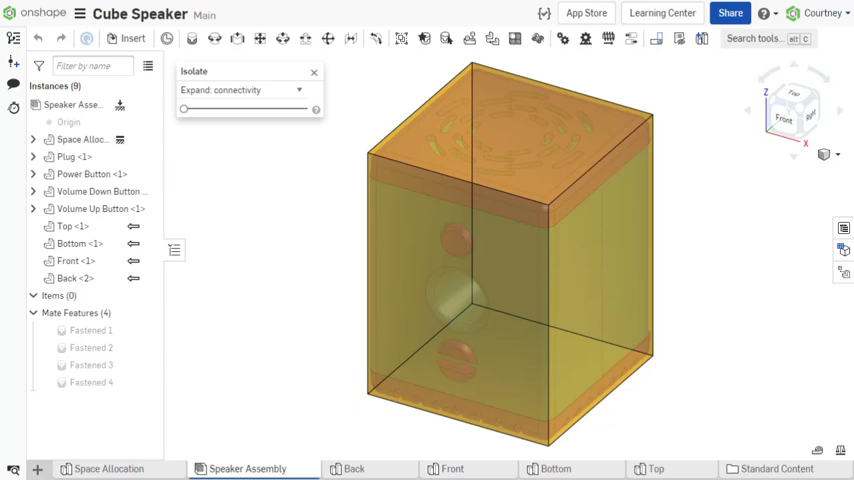 onshape
Cube Speaker
Main
App Store
Learning Center
Share
Courtney
Insert
Search tools...
alt
C
Filter by name
Instances (9)
Speaker Asse...
Origin
Space Alloc...
Plug <1>
Power Button <1>
Volume Down Button ...
Volume Up Button <1>
Top <1>
Bottom <1>
Front <1>
Back <2>
Items (0)
Mate Features (4)
Fastened 1
Fastened 2
Fastened 3
Fastened 4
Isolate
Expand: connectivity
Z
Top
Front
Right
X
Space Allocation
Speaker Assembly
Back
Front
Bottom
Top
Standard Content